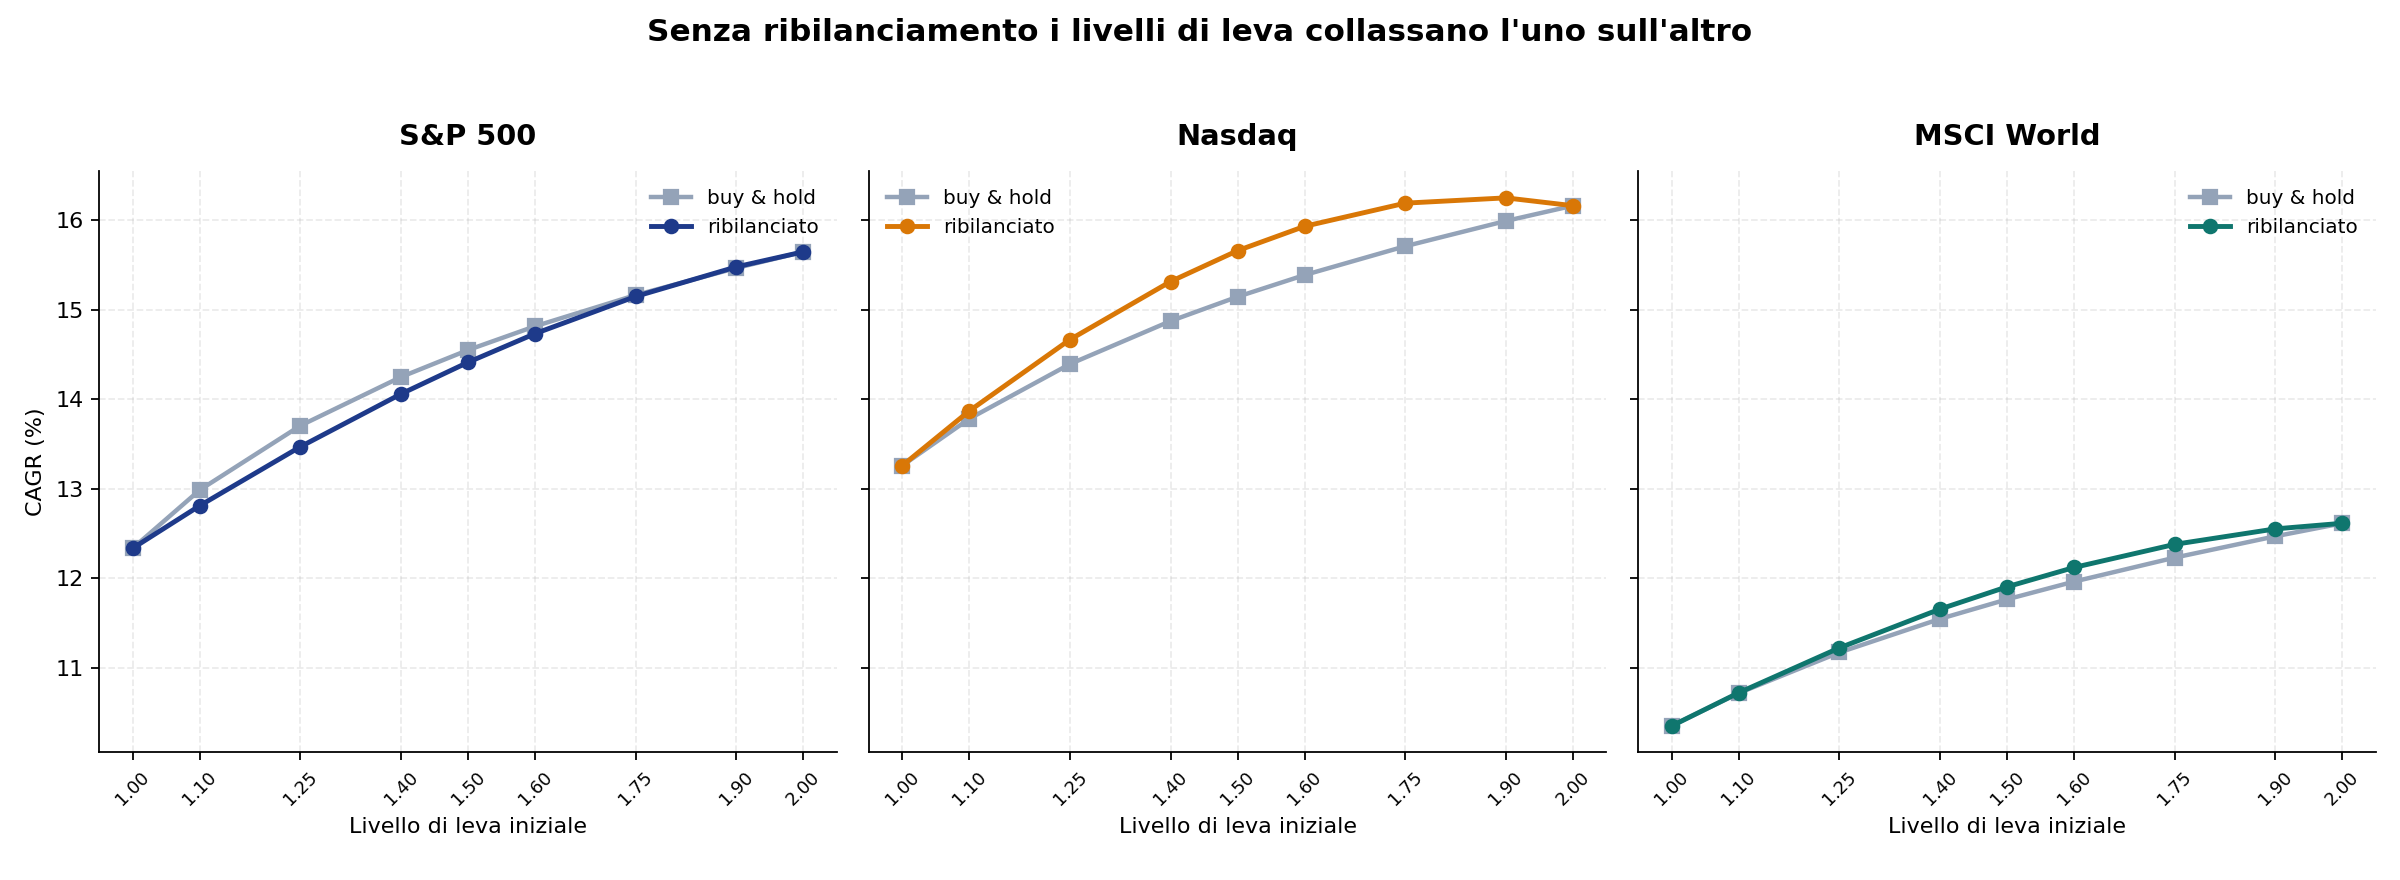 Senza ribilanciamento i livelli di leva collassano l'uno sull'altro
S&P 500
Nasdaq
MSCI World
buy & hold
ribilanciato
buy & hold
ribilanciato
buy & hold
ribilanciato
CAGR (%)
16
15
14
13
12
11
1.00 1.10 1.25 1.40 1.50 1.60 1.75 1.90 2.00
1.00 1.10 1.25 1.40 1.50 1.60 1.75 1.90 2.00
1.00 1.10 1.25 1.40 1.50 1.60 1.75 1.90 2.00
Livello di leva iniziale
Livello di leva iniziale
Livello di leva iniziale